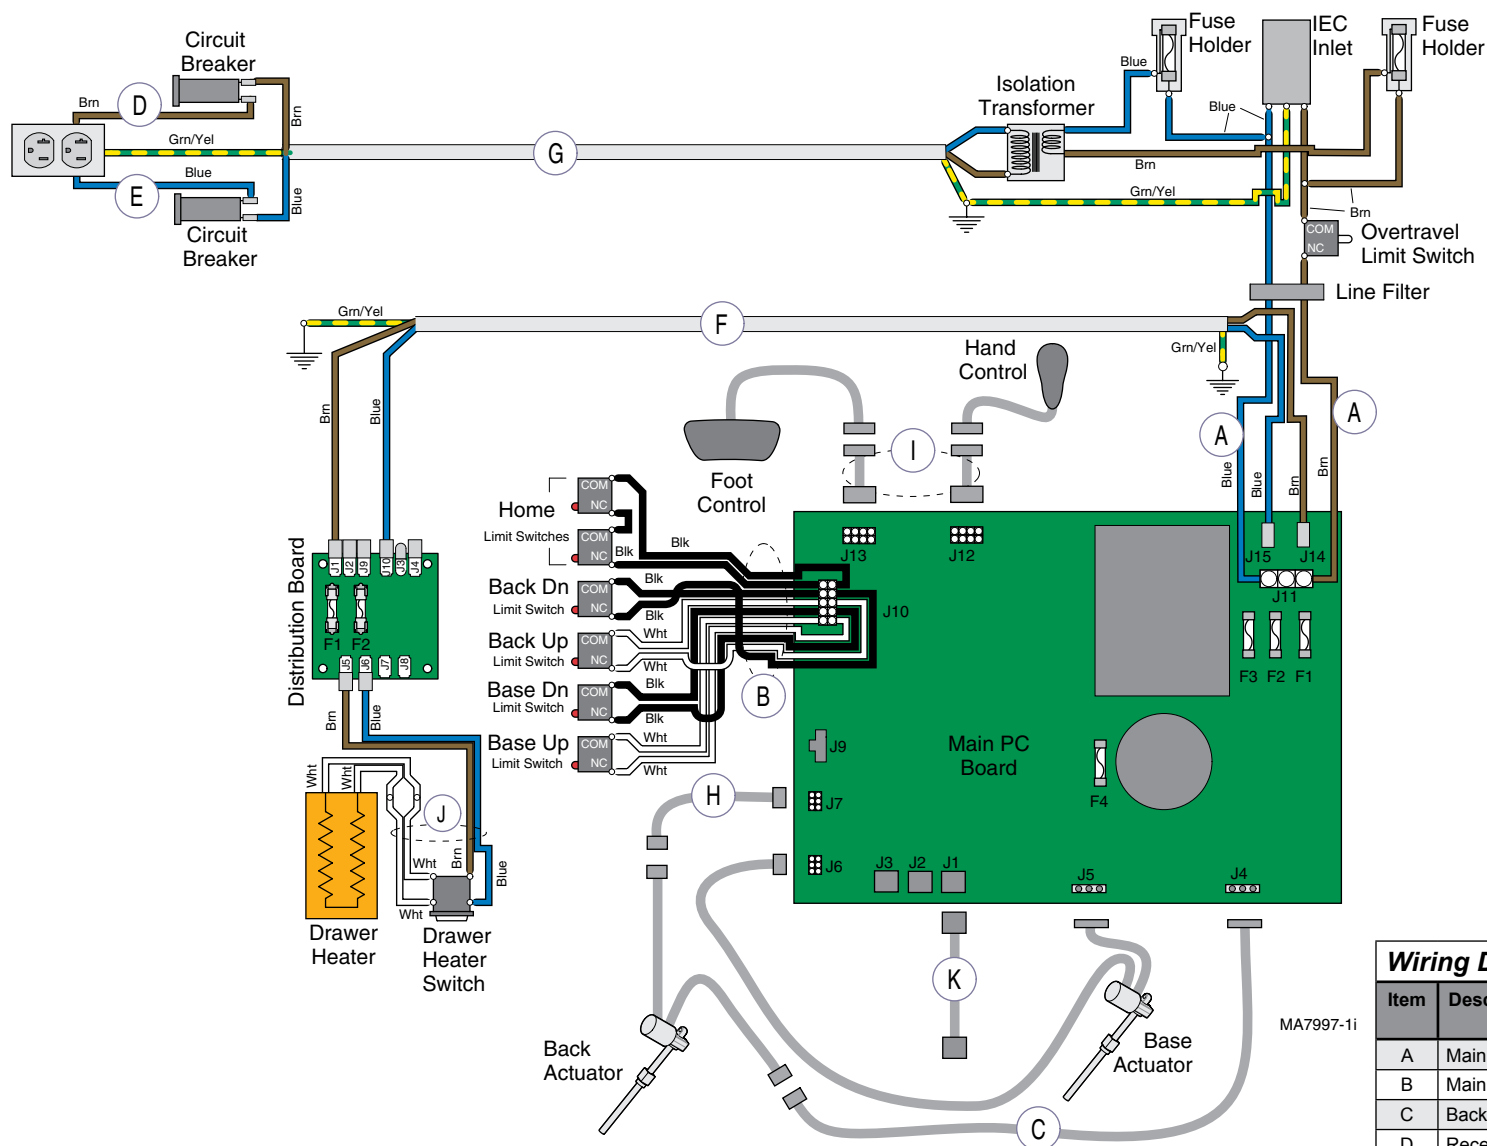 Circuit
Breaker
Brn
D
Brn
Grn/Yel
Blue
E
Blue
Circuit
Breaker
G
Isolation
Transformer
Blue
Fuse
Holder
IEC
Inlet
Fuse
Holder
Blue
Brn
Grn/Yel
Brn
COM
NC
Overtravel
Limit Switch
Line Filter
Grn/Yel
F
Grn/Yel
Hand
Control
Brn
Blue
A
A
I
Foot
Control
Blue
Blue
Brn
Brn
Home
Limit Switches
COM
NC
COM
NC
Blk
Blk
J13
J12
J15
J14
J11
Distribution Board
J1
J2
J9
J10
J3
J4
F1
F2
J5
J6
J7
J8
Back Dn
Limit Switch
COM
NC
Blk
Blk
J10
Back Up
Limit Switch
COM
NC
Wht
Wht
Base Dn
Limit Switch
COM
NC
Blk
Blk
B
F3
F2
F1
Base Up
Limit Switch
COM
NC
Wht
Wht
J9
Main PC
Board
F4
Brn
Blue
Wht
Wht
J
Wht
Brn
Blue
Wht
Drawer
Heater
Drawer
Heater
Switch
H
J7
J6
J3
J2
J1
J5
J4
K
Back
Actuator
Base
Actuator
C
MA7997-1i
Wiring D
Item
Desc
A
Main
B
Main
C
Back
D
Rece